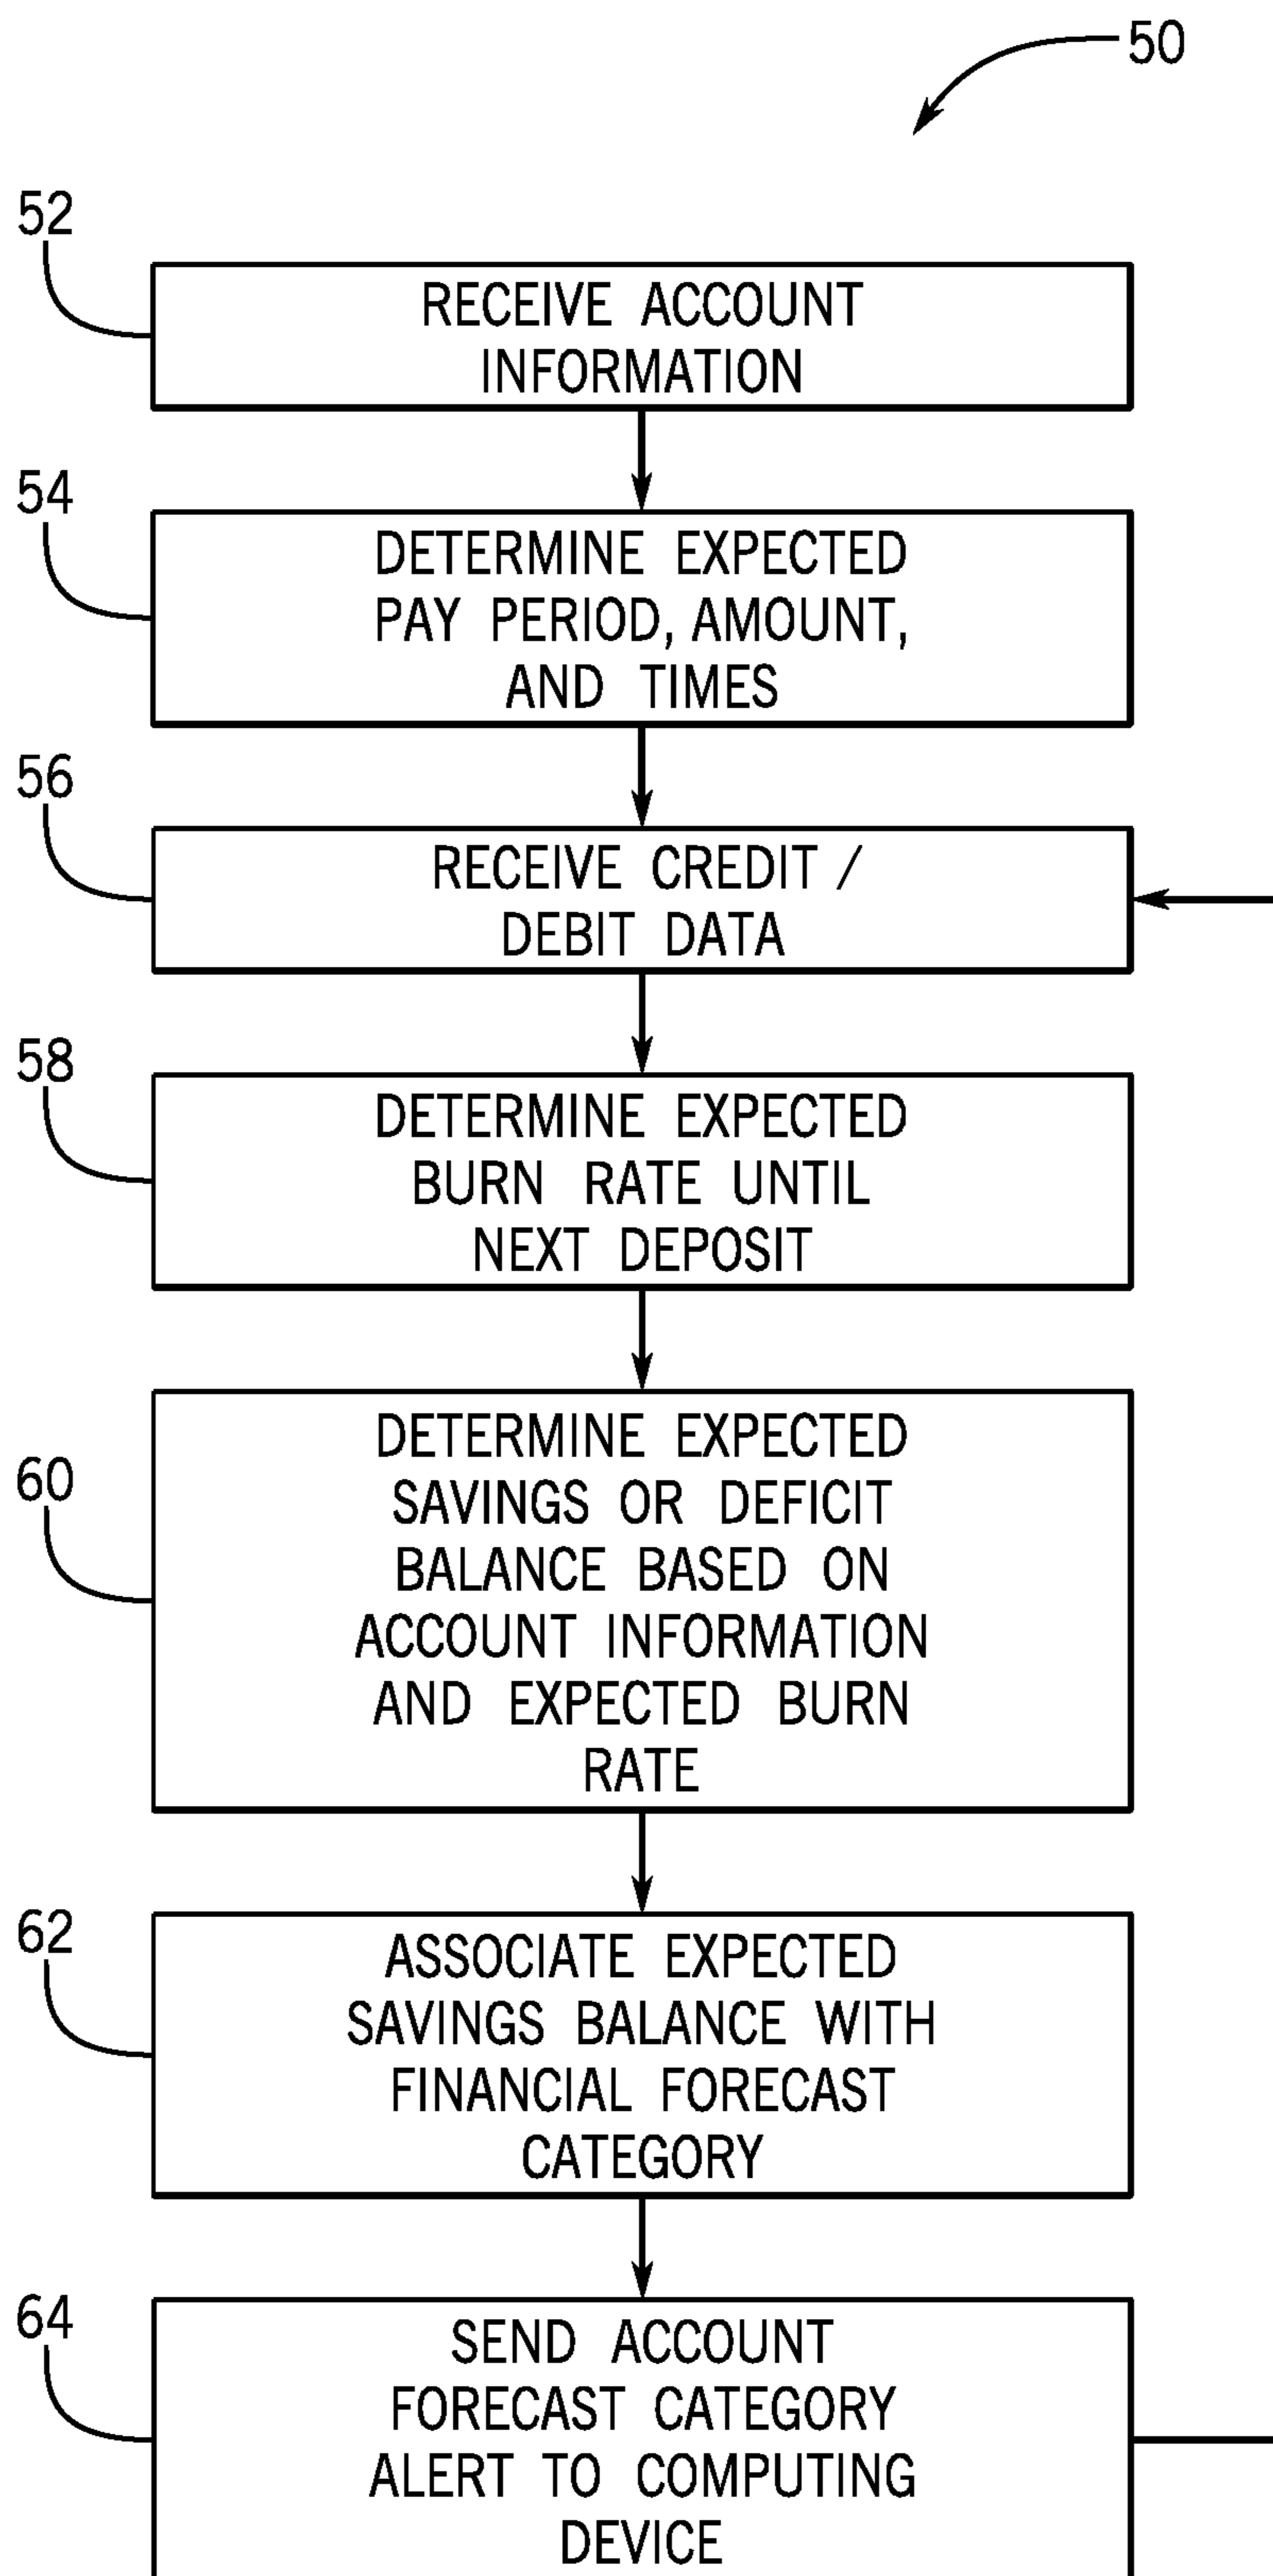 50
52
RECEIVE ACCOUNT
INFORMATION
54
DETERMINE EXPECTED
PAY PERIOD, AMOUNT,
AND TIMES
56
RECEIVE CREDIT /
DEBIT DATA
58
DETERMINE EXPECTED
BURN RATE UNTIL
NEXT DEPOSIT
60
DETERMINE EXPECTED
SAVINGS OR DEFICIT
BALANCE BASED ON
ACCOUNT INFORMATION
AND EXPECTED BURN
RATE
62
ASSOCIATE EXPECTED
SAVINGS BALANCE WITH
FINANCIAL FORECAST
CATEGORY
64
SEND ACCOUNT
FORECAST CATEGORY
ALERT TO COMPUTING
DEVICE